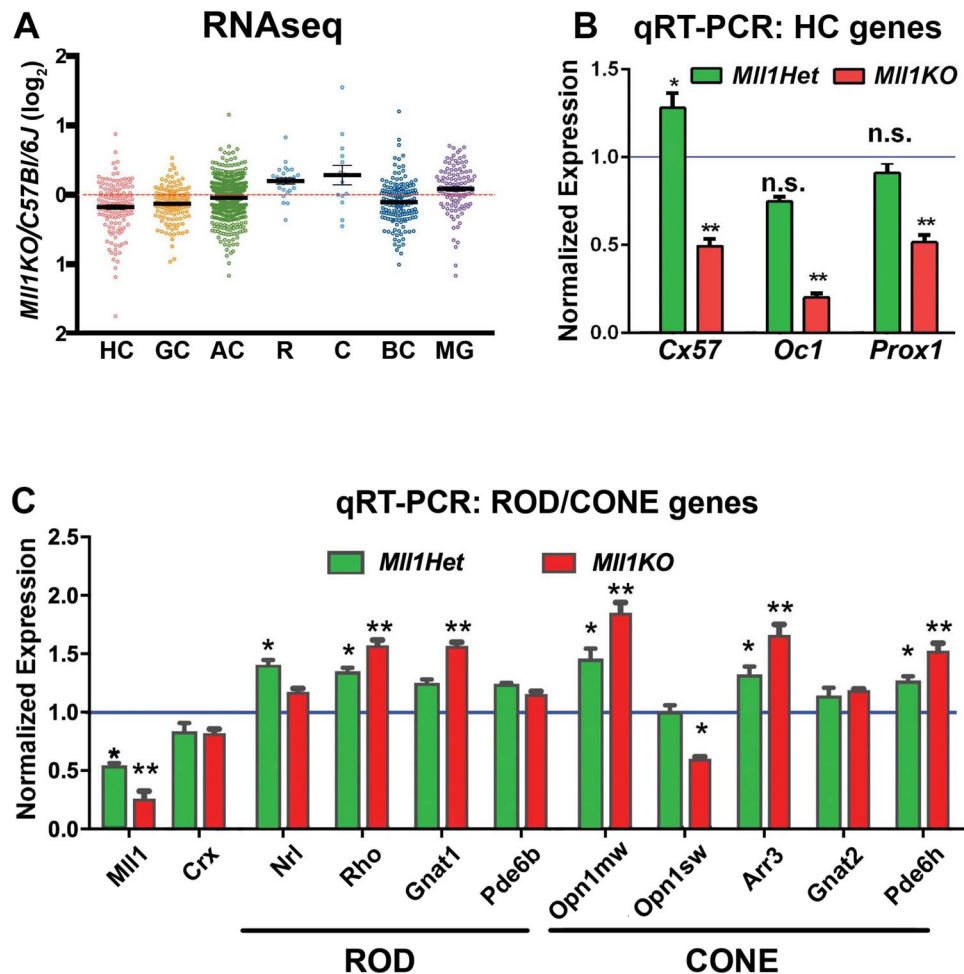 A RNAseq
Mll1KO/C57Bl/6J (log2)
2
1
0
1
2
HC GC AC R C BC MG
B qRT-PCR: HC genes
Mll1Het Mll1KO
Normalized Expression
1.5
1.0
0.5
0.0
* ** n.s. ** n.s. **
Cx57 Oc1 Prox1
C qRT-PCR: ROD/CONE genes
Mll1Het Mll1KO
Normalized Expression
2.5
2.0
1.5
1.0
0.5
0.0
* ** * * ** ** * ** * * ** * **
Mll1 Crx Nrl Rho Gnat1 Pde6b Opn1mw Opn1sw Arr3 Gnat2 Pde6h
ROD CONE